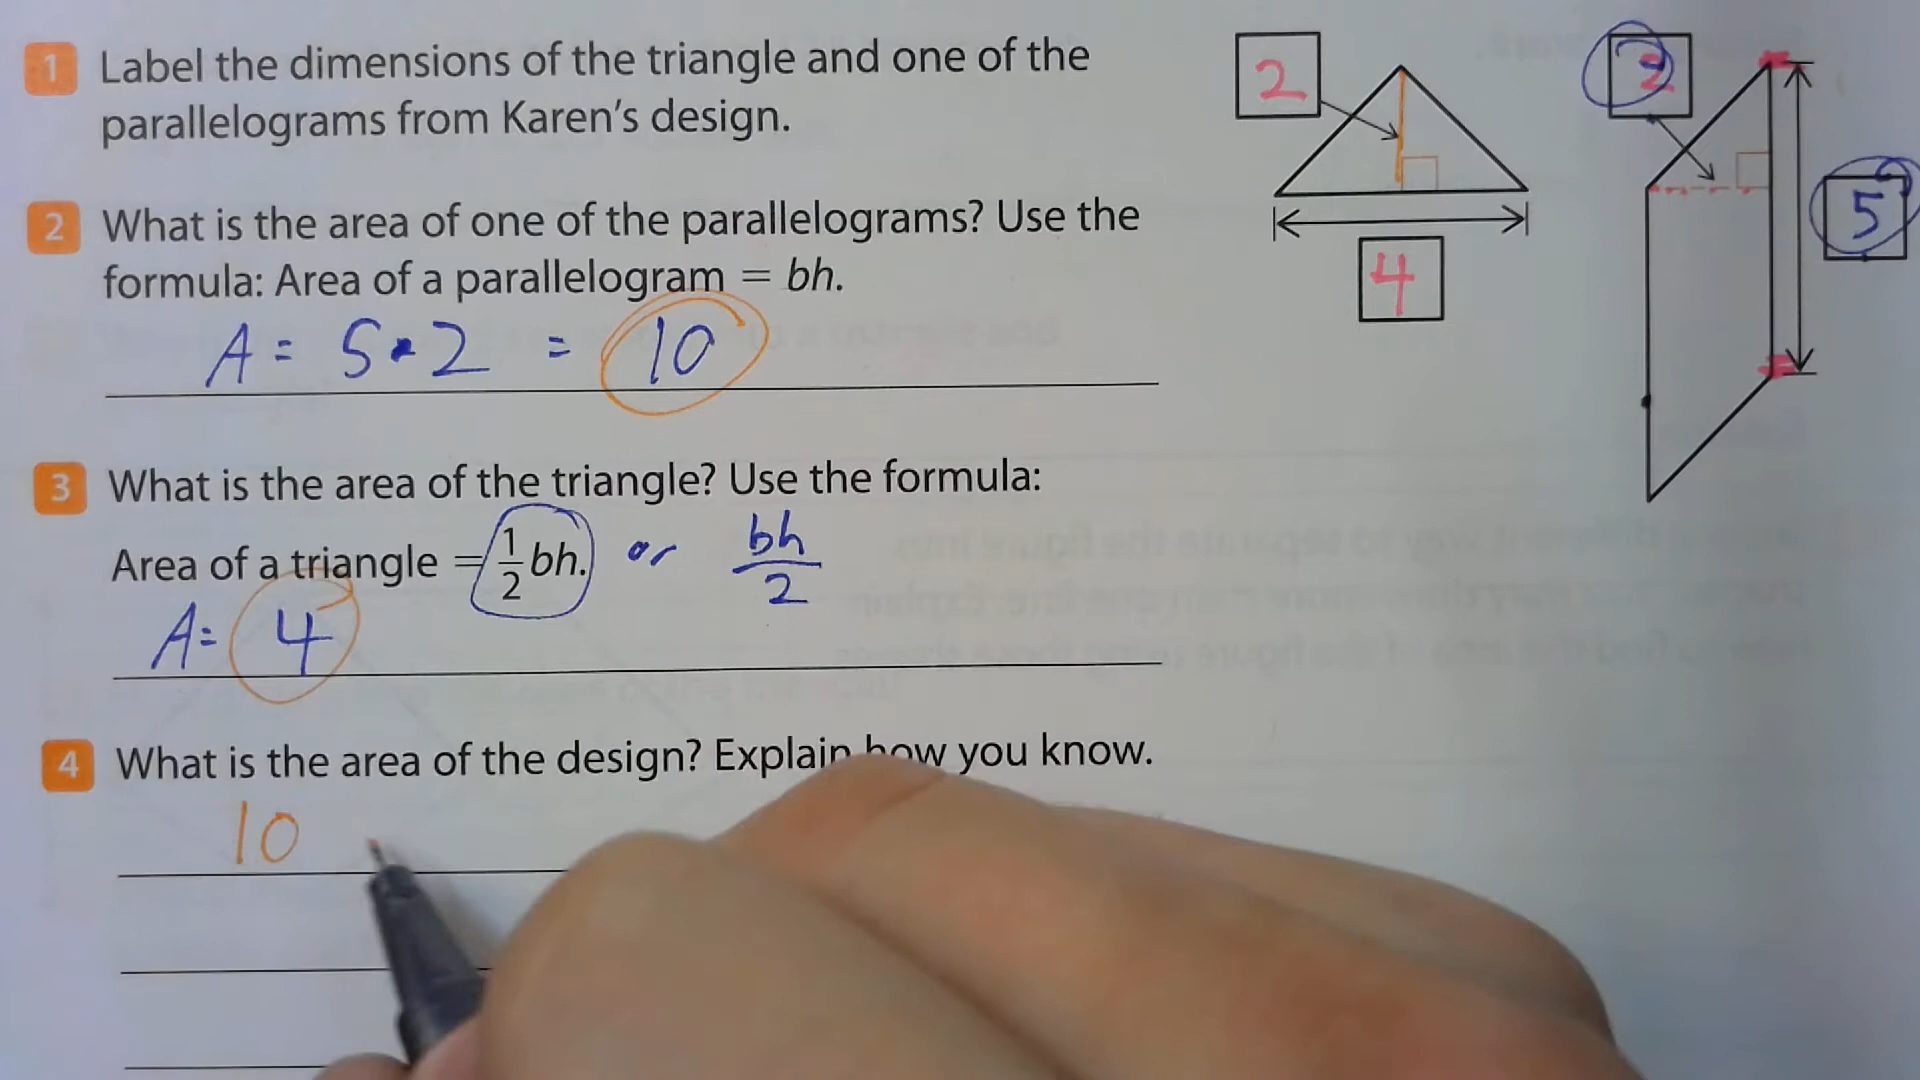 1 Label the dimensions of the triangle and one of the
parallelograms from Karen's design.
2
4
2
5
2 What is the area of one of the parallelograms? Use the
formula: Area of a parallelogram = bh.
A = 5 · 2 = 10
3 What is the area of the triangle? Use the formula:
Area of a triangle = 1/2 bh. or bh/2
A = 4
4 What is the area of the design? Explain how you know.
10